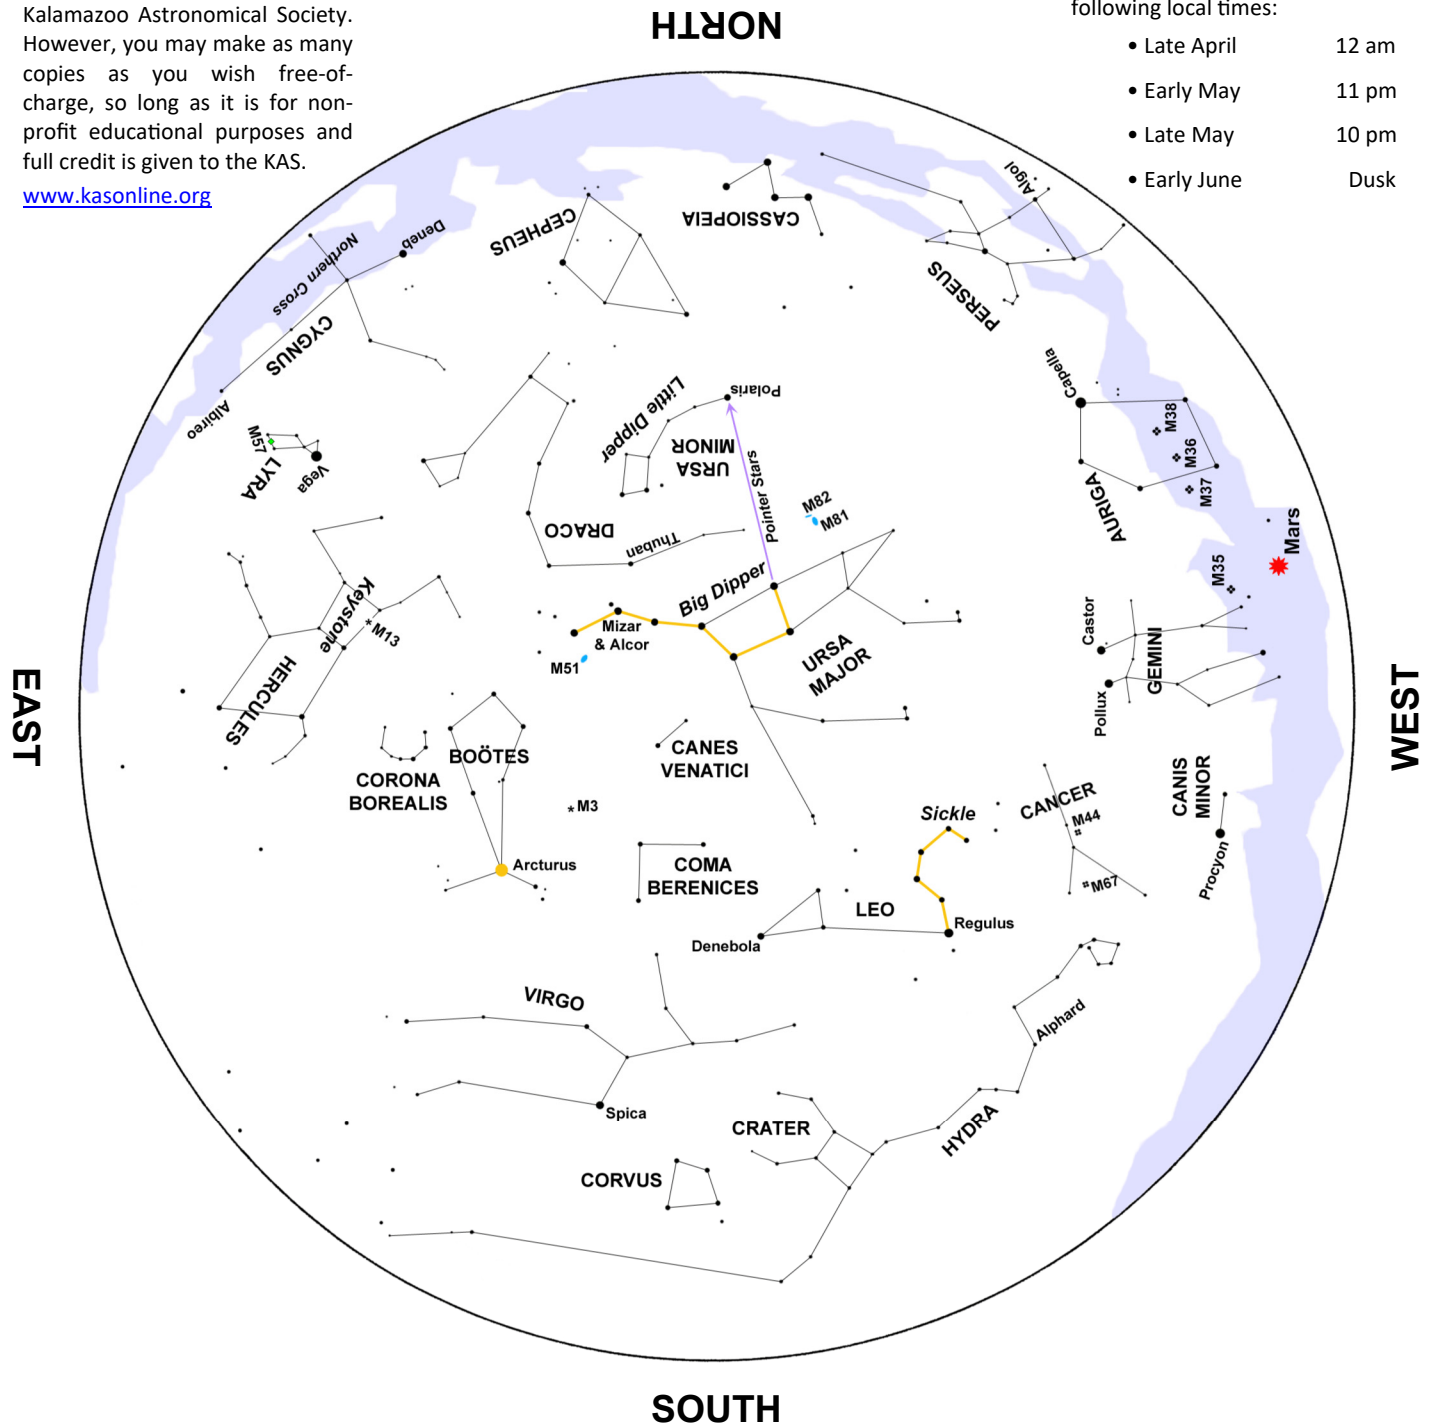 Kalamazoo Astronomical Society.
However, you may make as many
copies as you wish free-of-
charge, so long as it is for non-
profit educational purposes and
full credit is given to the KAS.
www.kasonline.org
following local times:
• Late April 12 am
• Early May 11 pm
• Late May 10 pm
• Early June Dusk
NORTH
Algol
CASSIOPEIA
CEPHEUS
Deneb
Northern Cross
CYGNUS
PERSEUS
Capella
Polaris
Little Dipper
URSA
MINOR
Albireo
M57
LYRA
Vega
M38
M36
M37
AURIGA
Pointer Stars
M82
M81
DRACO
Thuban
Mars
M35
Big Dipper
Keystone
M13
HERCULES
Mizar
& Alcor
M51
URSA
MAJOR
Castor
GEMINI
Pollux
EAST
WEST
CORONA
BOREALIS
BOÖTES
CANES
VENATICI
M3
CANIS
MINOR
Procyon
CANCER
M44
M67
Sickle
Arcturus
COMA
BERENICES
LEO
Regulus
Denebola
VIRGO
Alphard
Spica
CRATER
HYDRA
CORVUS
SOUTH